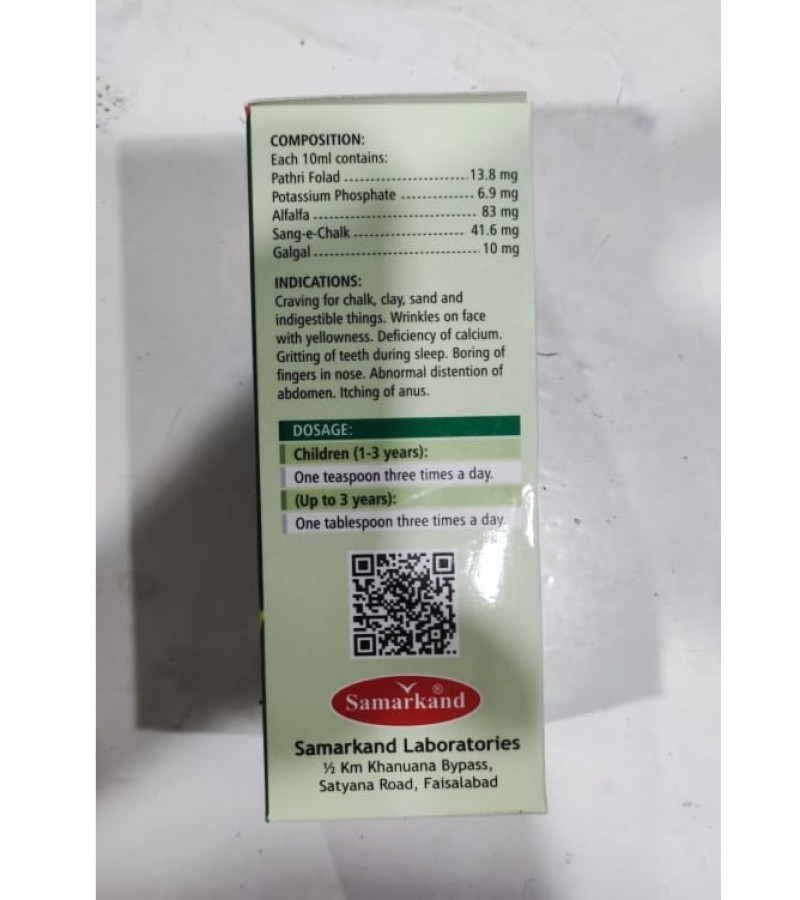 COMPOSITION:
Each 10ml contains:
Pathri Folad ........................ 13.8 mg
Potassium Phosphate .............. 6.9 mg
Alfalfa ................................ 83 mg
Sang-e-Chalk ...................... 41.6 mg
Galgal ................................ 10 mg
INDICATIONS:
Craving for chalk, clay, sand and
indigestible things. Wrinkles on face
with yellowness. Deficiency of calcium.
Gritting of teeth during sleep. Boring of
fingers in nose. Abnormal distention of
abdomen. Itching of anus.
DOSAGE:
Children (1-3 years):
One teaspoon three times a day.
(Up to 3 years):
One tablespoon three times a day.
Samarkand®
Samarkand Laboratories
½ Km Khanuana Bypass,
Satyana Road, Faisalabad